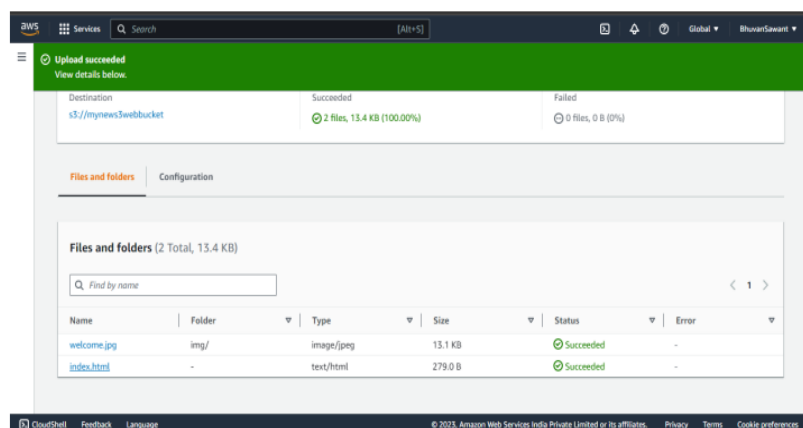 aws Services Search [Alt+S] Global BhuvanSawant
Upload succeeded
View details below.
Destination Succeeded Failed
s3://mynews3webbucket 2 files, 13.4 KB (100.00%) 0 files, 0 B (0%)
Files and folders Configuration
Files and folders (2 Total, 13.4 KB)
Find by name 1
Name Folder Type Size Status Error
welcome.jpg img/ image/jpeg 13.1 KB Succeeded -
index.html - text/html 279.0 B Succeeded -
CloudShell Feedback Language © 2023, Amazon Web Services India Private Limited or its affiliates. Privacy Terms Cookie preferences